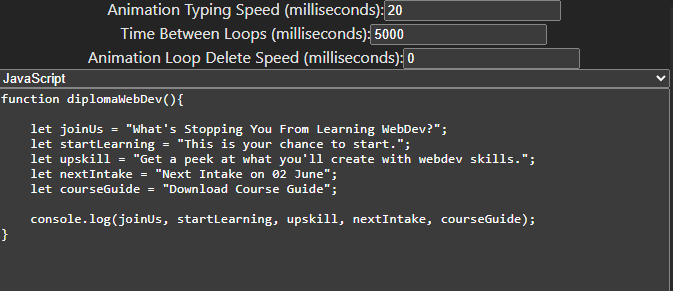 Animation Typing Speed (milliseconds):20
Time Between Loops (milliseconds):5000
Animation Loop Delete Speed (milliseconds):0
JavaScript
function diplomaWebDev(){
let joinUs = "What's Stopping You From Learning WebDev?";
let startLearning = "This is your chance to start.";
let upskill = "Get a peek at what you'll create with webdev skills.";
let nextIntake = "Next Intake on 02 June";
let courseGuide = "Download Course Guide";
console.log(joinUs, startLearning, upskill, nextIntake, courseGuide);
}